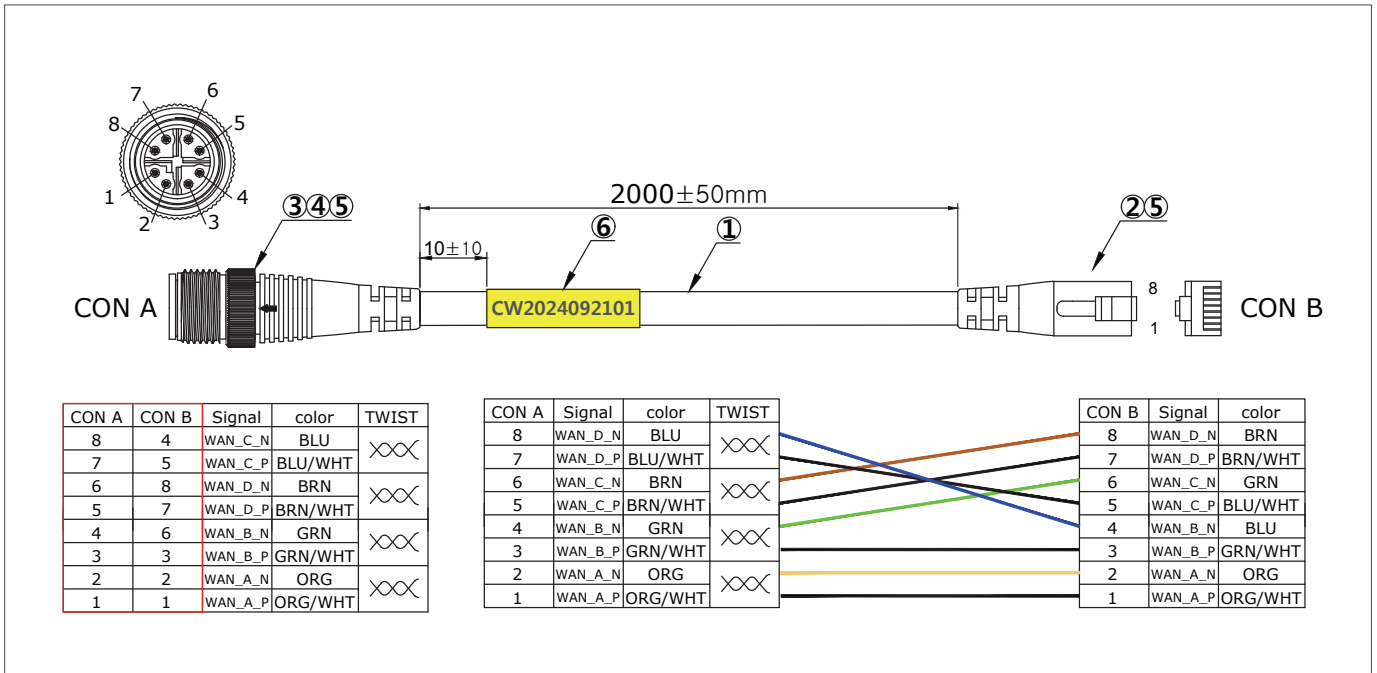 7 6
8 5
1 4
2 3
③④⑤
2000±50mm
②⑤
⑥ ①
10±10
CON A
CW2024092101
8
1
CON B
CON A CON B Signal color TWIST
8 4 WAN_C_N BLU
7 5 WAN_C_P BLU/WHT
6 8 WAN_D_N BRN
5 7 WAN_D_P BRN/WHT
4 6 WAN_B_N GRN
3 3 WAN_B_P GRN/WHT
2 2 WAN_A_N ORG
1 1 WAN_A_P ORG/WHT
CON A Signal color TWIST
8 WAN_D_N BLU
7 WAN_D_P BLU/WHT
6 WAN_C_N BRN
5 WAN_C_P BRN/WHT
4 WAN_B_N GRN
3 WAN_B_P GRN/WHT
2 WAN_A_N ORG
1 WAN_A_P ORG/WHT
CON B Signal color
8 WAN_D_N BRN
7 WAN_D_P BRN/WHT
6 WAN_C_N GRN
5 WAN_C_P BLU/WHT
4 WAN_B_N BLU
3 WAN_B_P GRN/WHT
2 WAN_A_N ORG
1 WAN_A_P ORG/WHT